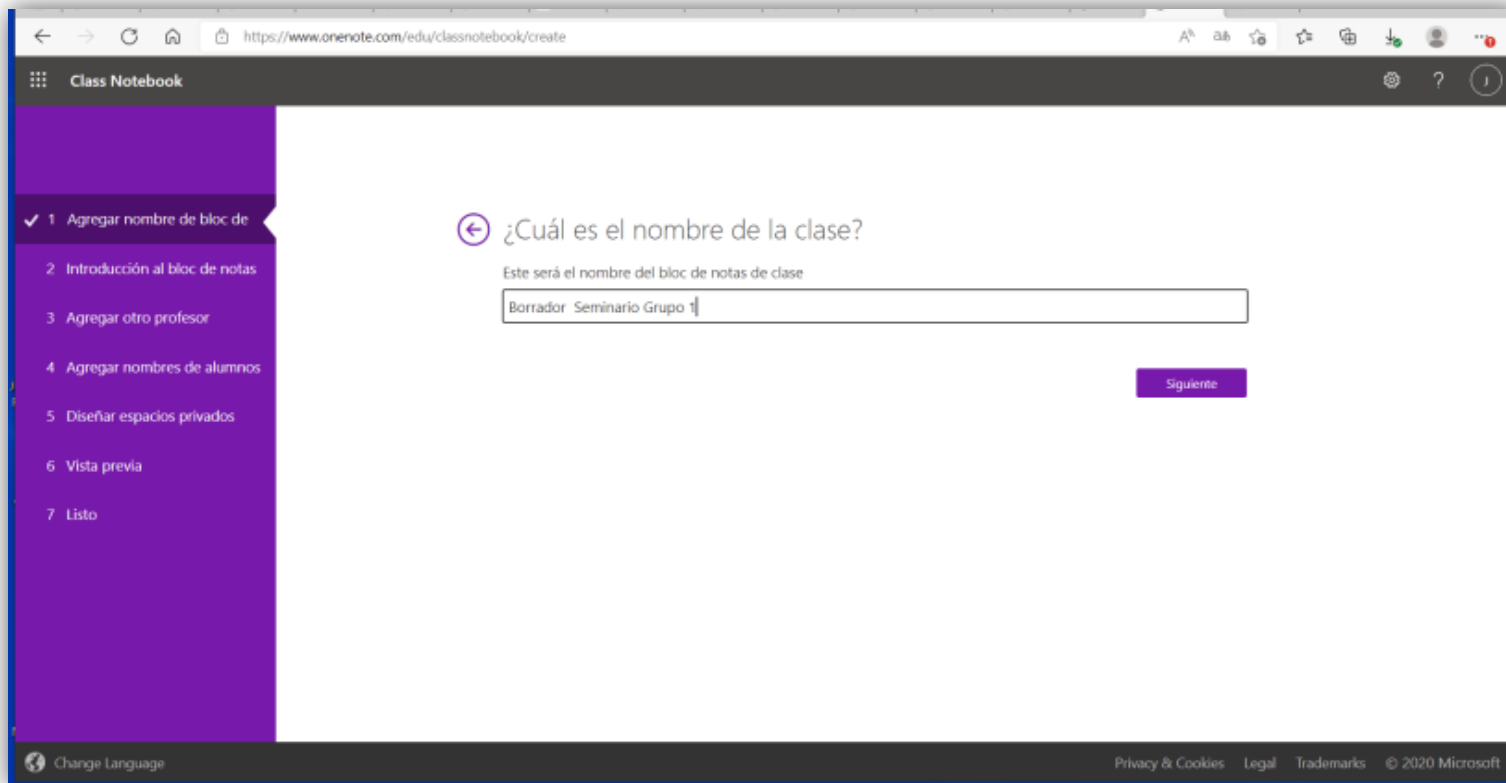 https://www.onenote.com/edu/classnotebook/create
Class Notebook
J
1 Agregar nombre de bloc de
2 Introducción al bloc de notas
3 Agregar otro profesor
4 Agregar nombres de alumnos
5 Diseñar espacios privados
6 Vista previa
7 Listo
¿Cuál es el nombre de la clase?
Este será el nombre del bloc de notas de clase
Borrador  Seminario Grupo 1
Siguiente
Change Language
Privacy & Cookies Legal Trademarks © 2020 Microsoft